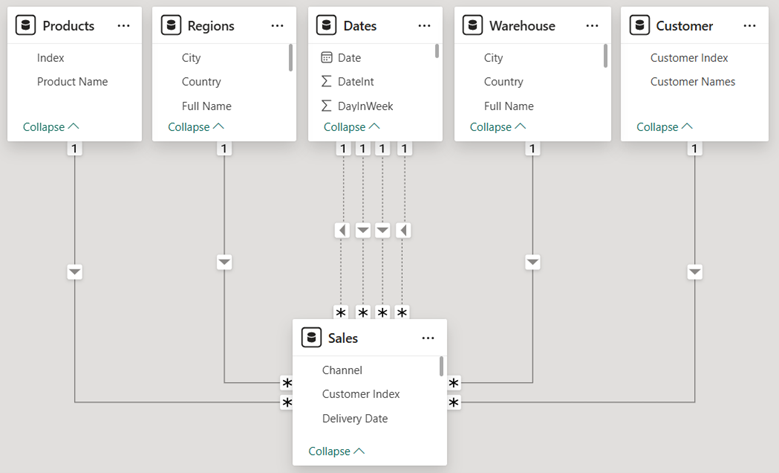 Products ...
Regions ...
Dates ...
Warehouse ...
Customer ...
Index
Product Name
Collapse
City
Country
Full Name
Collapse
Date
DateInt
DayInWeek
Collapse
City
Country
Full Name
Collapse
Customer Index
Customer Names
Collapse
1
1
1 1 1 1
1
1
* * * *
Sales ...
Channel
Customer Index
Delivery Date
Collapse
*
*
*
*